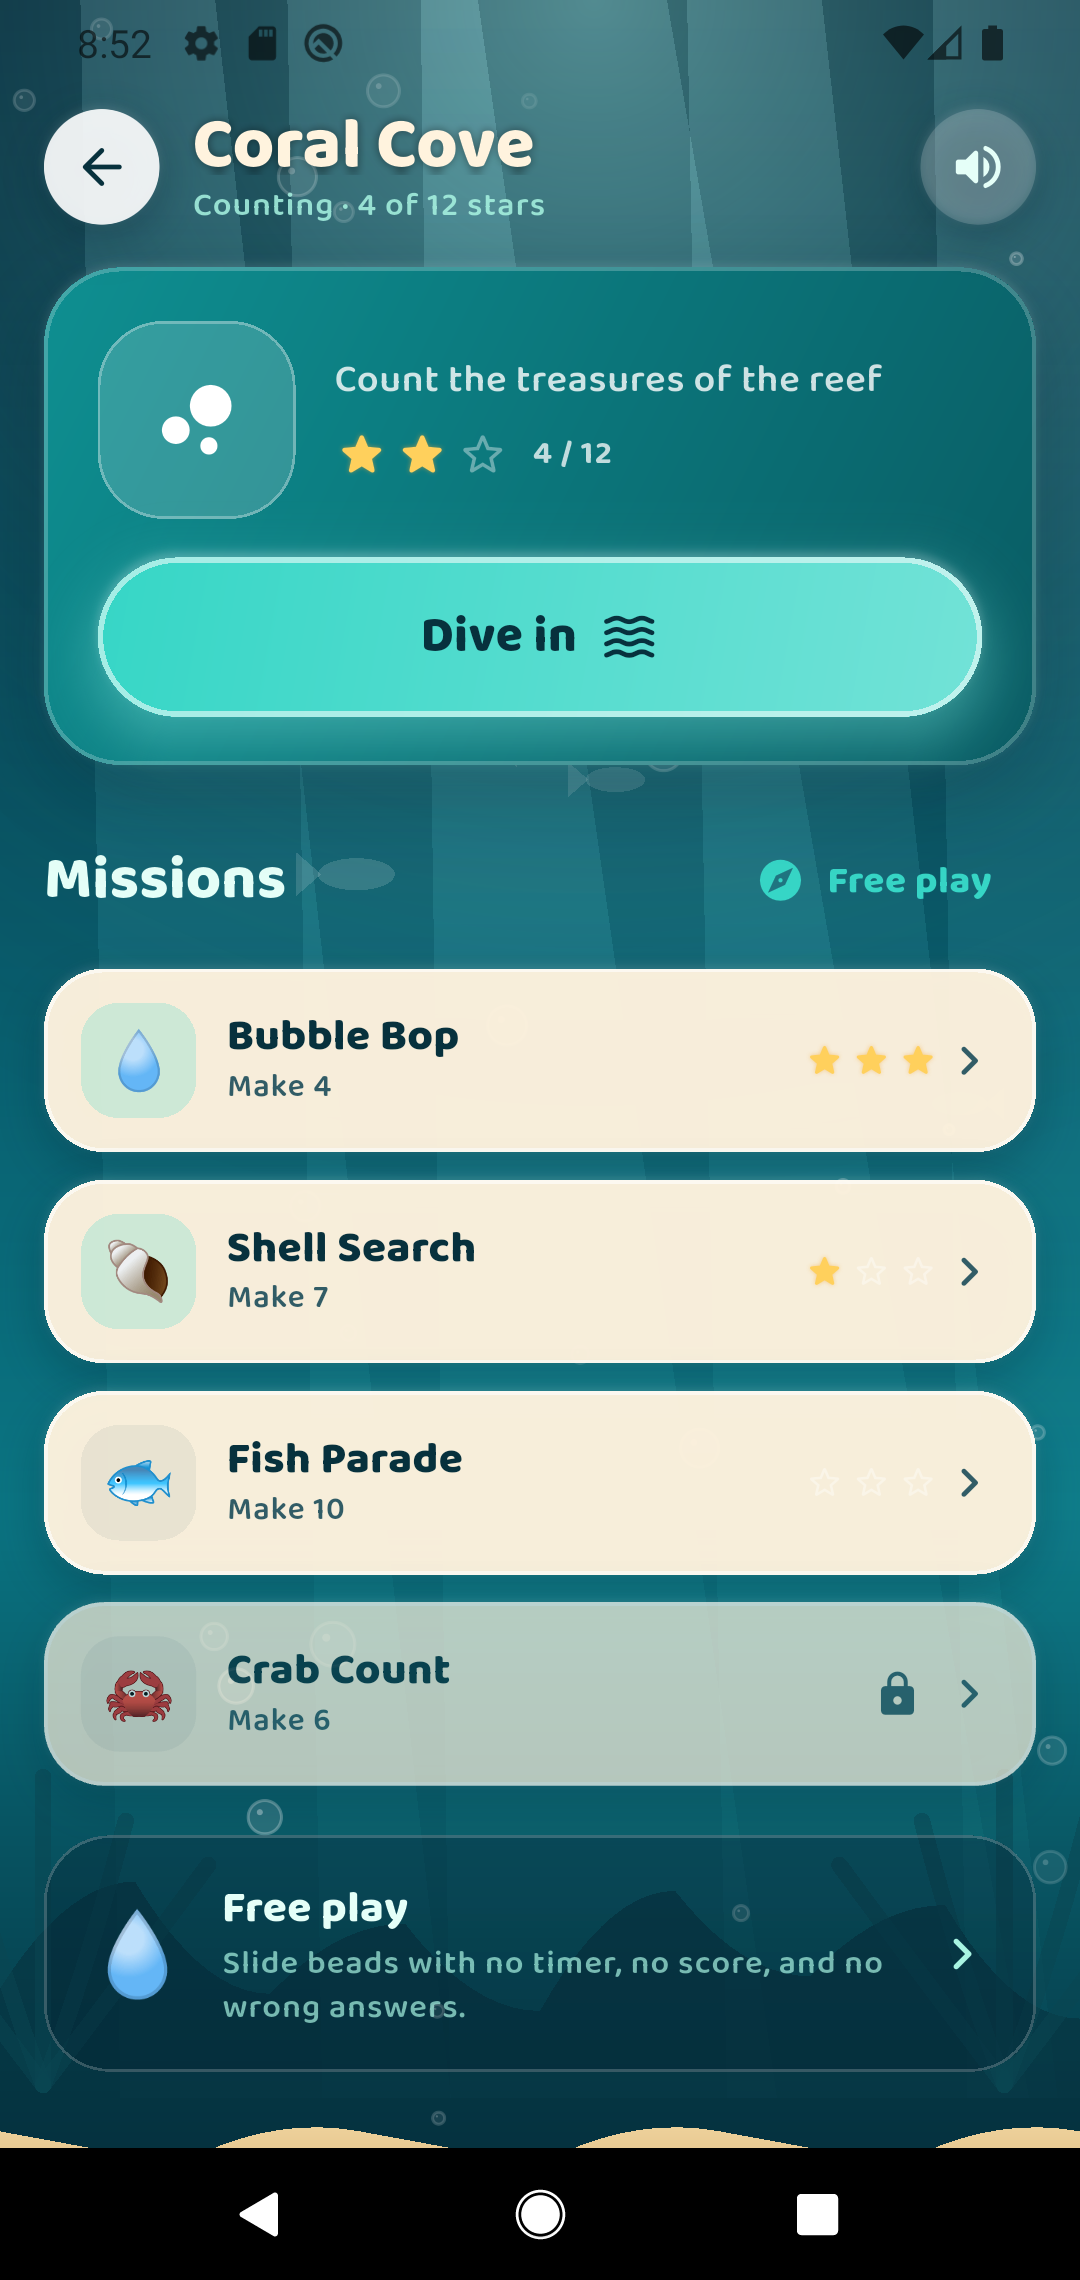 8:52
Coral Cove
Counting · 4 of 12 stars
Count the treasures of the reef
4 / 12
Dive in
Missions
Free play
Bubble Bop
Make 4
Shell Search
Make 7
Fish Parade
Make 10
Crab Count
Make 6
Free play
Slide beads with no timer, no score, and no
wrong answers.